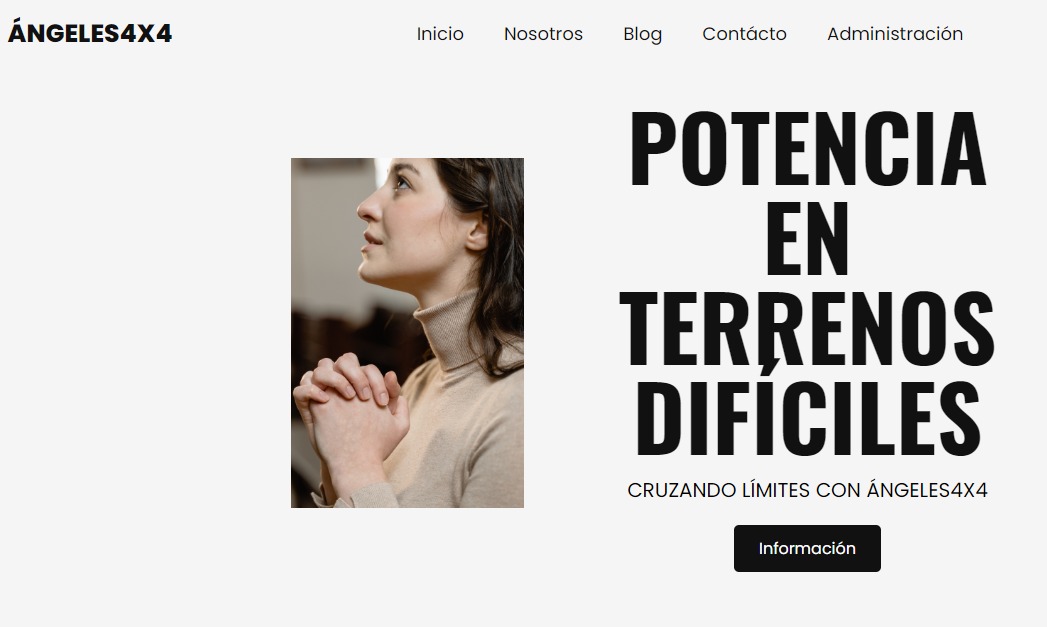 ÁNGELES4X4
Inicio Nosotros Blog Contácto Administración
POTENCIA
EN
TERRENOS
DIFÍCILES
CRUZANDO LÍMITES CON ÁNGELES4X4
Información